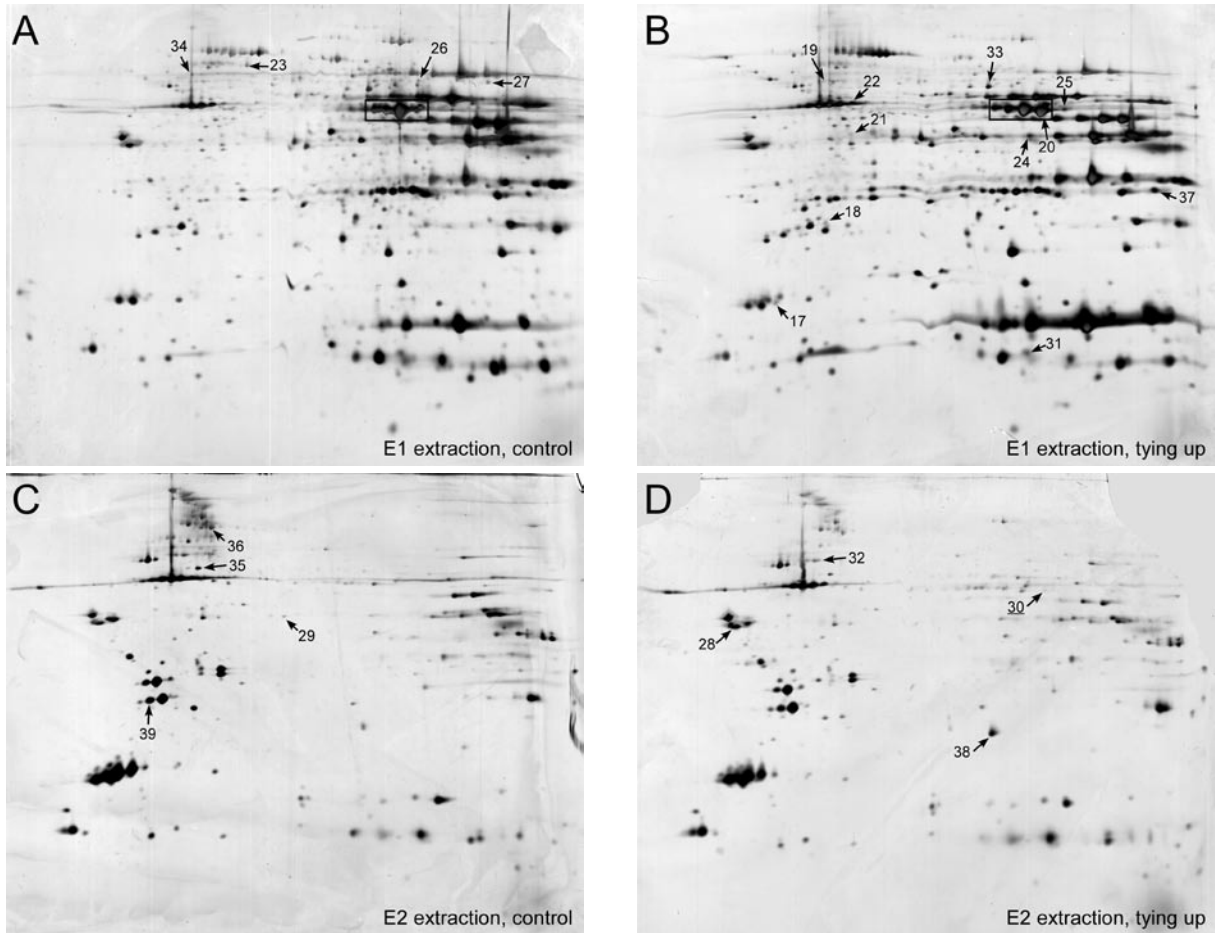 A
34
23
26
27
E1 extraction, control
B
19
22
21
33
25
20
24
37
18
17
31
E1 extraction, tying up
C
36
35
29
39
E2 extraction, control
D
32
30
28
38
E2 extraction, tying up